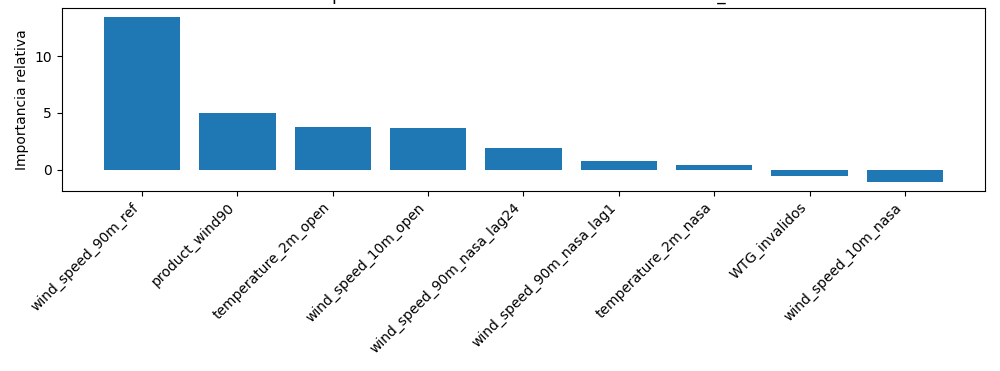 Importancia relativa
10
5
0
wind_speed_90m_ref
product_wind90
temperature_2m_open
wind_speed_10m_open
wind_speed_90m_nasa_lag24
wind_speed_90m_nasa_lag1
temperature_2m_nasa
WTG_invalidos
wind_speed_10m_nasa